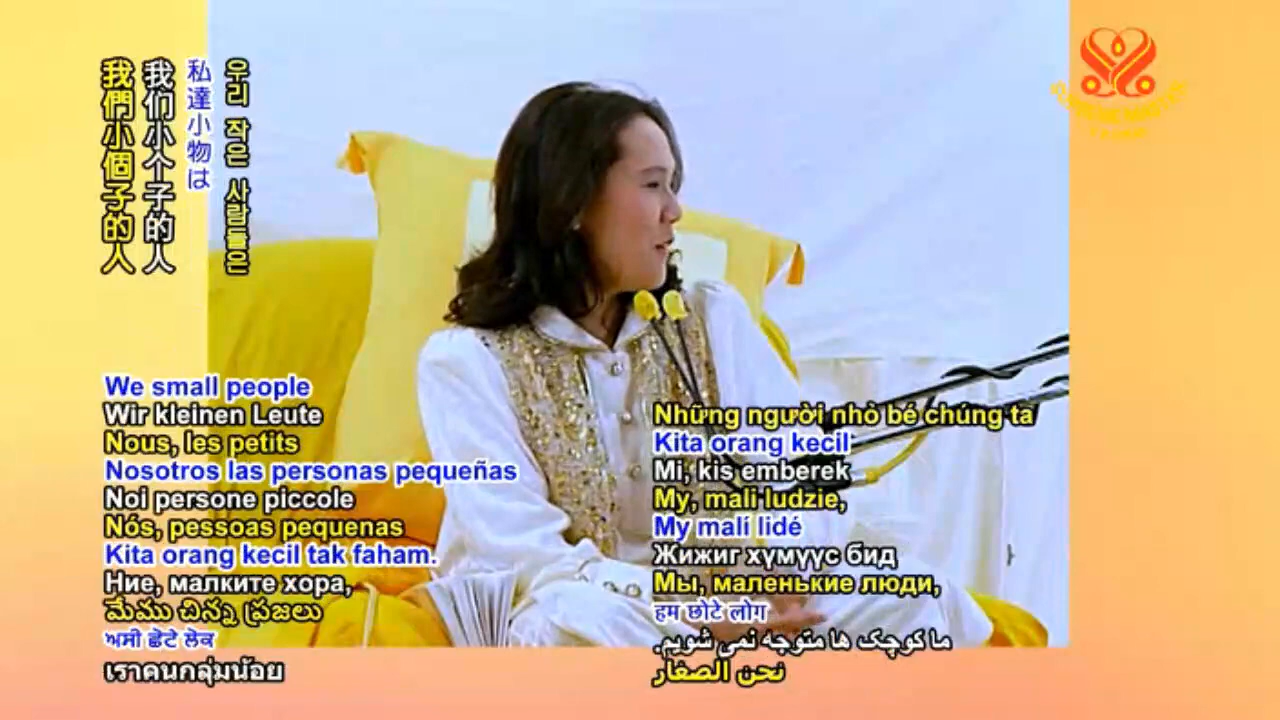 我們小個子的人
我们小个子的人
私達小物は
우리 작은 사람들은
We small people
Wir kleinen Leute
Nous, les petits
Nosotros las personas pequeñas
Noi persone piccole
Nós, pessoas pequenas
Kita orang kecil tak faham.
Ние, малките хора,
మేము చిన్న ప్రజలు
ਅਸੀ ਛੋਟੇ ਲੋਕ
เราคนกลุ่มน้อย
Những người nhỏ bé chúng ta
Kita orang kecil
Mi, kis emberek
My, mali ludzie,
My malí lidé
Жижиг хүмүүс бид
Мы, маленькие люди,
हम छोटे लोग
ما کوچک ها متوجه نمی شویم.
نحن الصغار